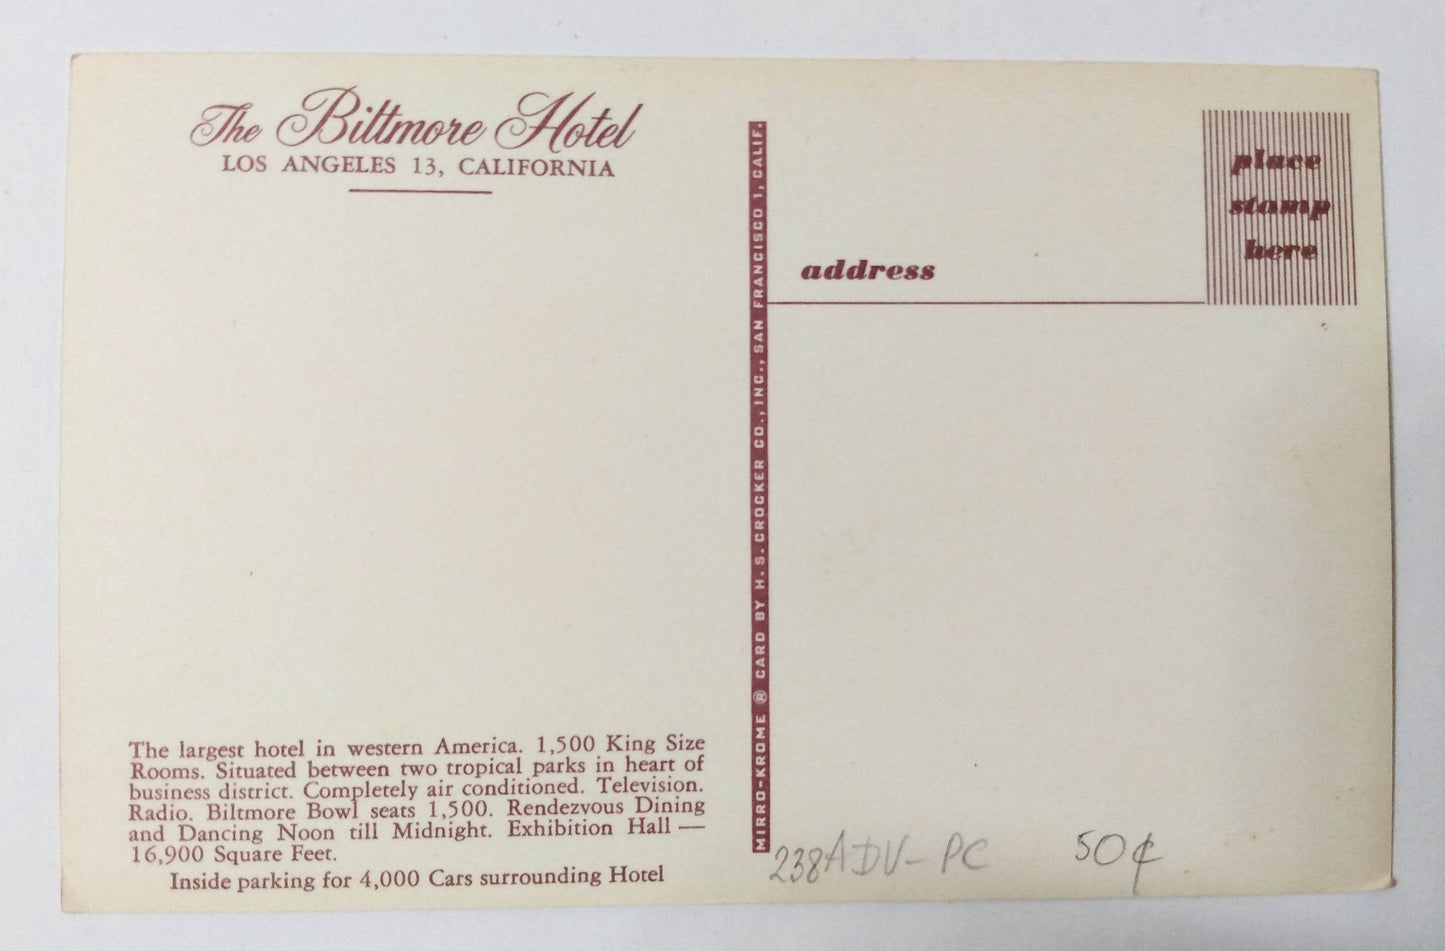 The Biltmore Hotel
LOS ANGELES 13, CALIFORNIA
The largest hotel in western America. 1,500 King Size
Rooms. Situated between two tropical parks in heart of
business district. Completely air conditioned. Television.
Radio. Biltmore Bowl seats 1,500. Rendezvous Dining
and Dancing Noon till Midnight. Exhibition Hall —
16,900 Square Feet.
Inside parking for 4,000 Cars surrounding Hotel
MIRRO-KROME ® CARD BY H. S. CROCKER CO., INC., SAN FRANCISCO 1, CALIF.
place
stamp
here
address
238ADV-PC 50¢